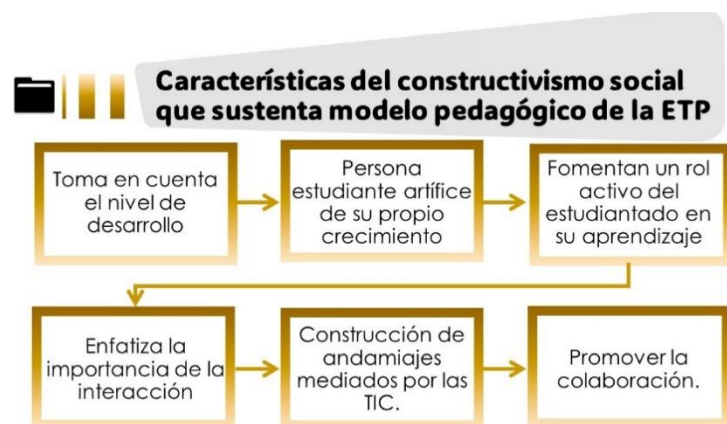 Características del constructivismo social
que sustenta modelo pedagógico de la ETP
Toma en cuenta
el nivel de
desarrollo
Persona
estudiante artífice
de su propio
crecimiento
Fomentan un rol
activo del
estudiantado en
su aprendizaje
Enfatiza la
importancia de la
interacción
Construcción de
andamiajes
mediados por las
TIC.
Promover la
colaboración.